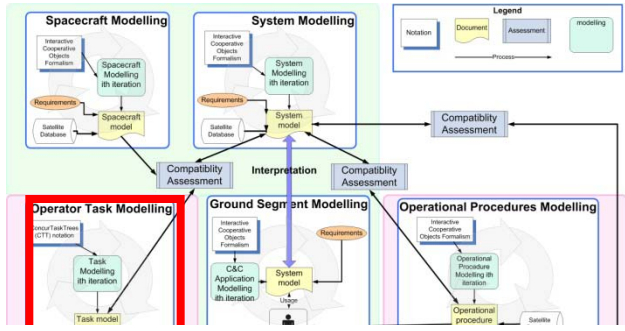 Spacecraft Modelling
Interactive
Cooperative
Objects
Formalism
Spacecraft
Modelling
ith iteration
Requirements
Satellite
Database
Spacecraft
model
System Modelling
Interactive
Cooperative
Objects
Formalism
System
Modelling
ith iteration
Requirements
Satellite
Database
System
model
Legend
Notation
Document
Assessment
modelling
Process
Compatiblity
Assessment
Compatiblity
Assessment
Interpretation
Compatiblity
Assessment
Operator Task Modelling
ConcurTaskTrees
(CTT) notation
Task
Modelling
ith iteration
Task model
Ground Segment Modelling
Interactive
Cooperative
Objects
Formalism
Requirements
C&C
Application
Modelling
ith iteration
System
model
Usage
Operational Procedures Modelling
Interactive
Cooperative
Objects Formalism
Operational
Procedure
Modelling ith
iteration
Operational
procedure
Satellite